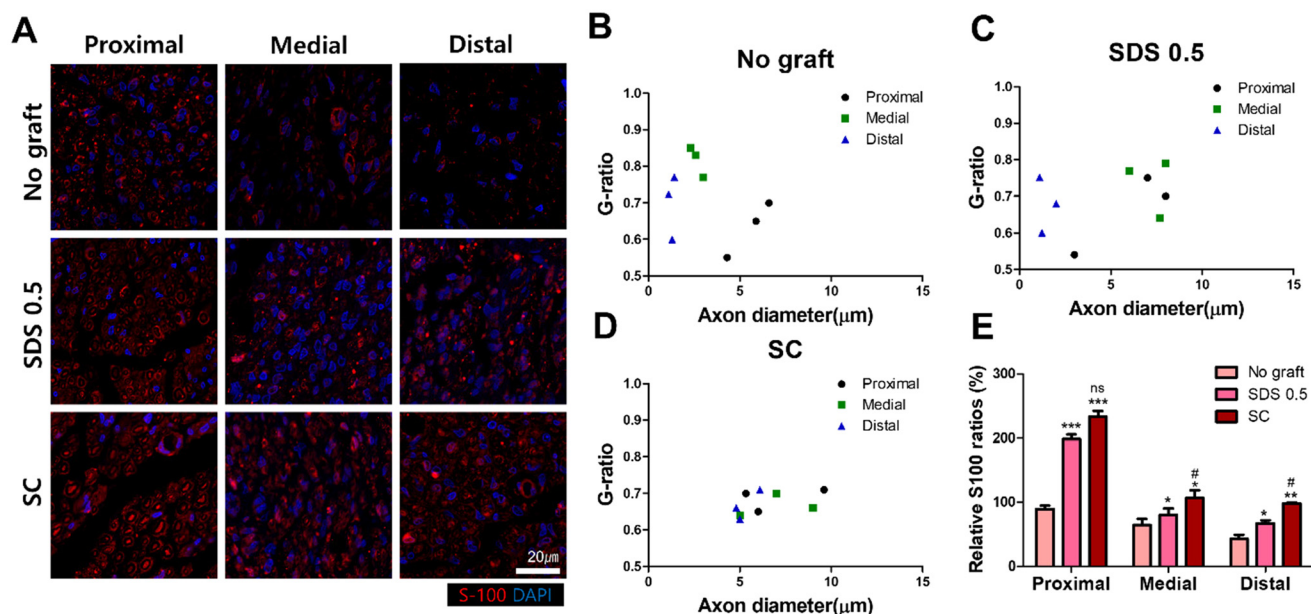 A
Proximal
Medial
Distal
No graft
SDS 0.5
SC
20㎛
S-100 DAPI
B
No graft
Proximal
Medial
Distal
G-ratio
1.0
0.9
0.8
0.7
0.6
0.5
0
5
10
15
Axon diameter(μm)
C
SDS 0.5
Proximal
Medial
Distal
G-ratio
1.0
0.9
0.8
0.7
0.6
0.5
0
5
10
15
Axon diameter(μm)
D
SC
Proximal
Medial
Distal
G-ratio
1.0
0.9
0.8
0.7
0.6
0.5
0
5
10
15
Axon diameter(μm)
E
No graft
SDS 0.5
SC
Relative S100 ratios (%)
300
200
100
0
***
ns
***
*
#
*
*
#
**
Proximal
Medial
Distal